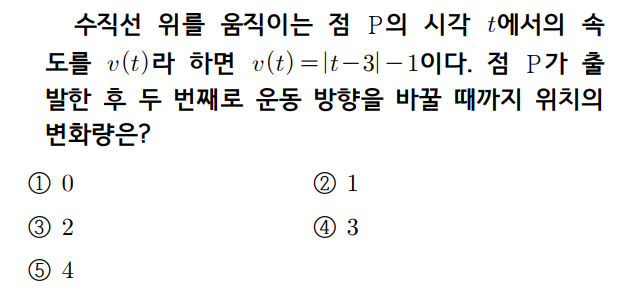 수직선 위를 움직이는 점 P의 시각 t에서의 속
도를 v(t)라 하면 v(t)=|t-3|-1이다. 점 P가 출
발한 후 두 번째로 운동 방향을 바꿀 때까지 위치의
변화량은?
① 0 ② 1
③ 2 ④ 3
⑤ 4